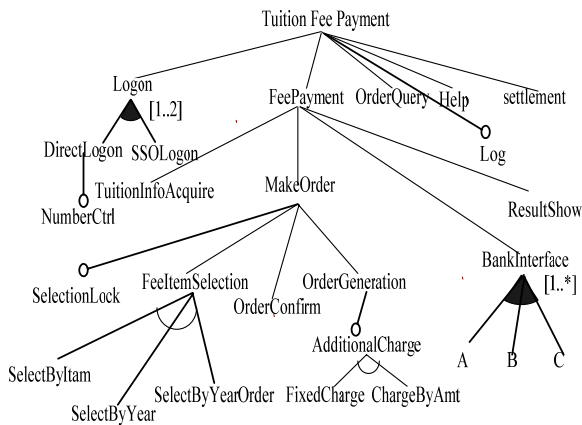 Tuition Fee Payment
Logon
[1..2]
FeePayment
OrderQuery
Help
settlement
DirectLogon
SSOLogon
Log
TuitionInfoAcquire
MakeOrder
NumberCtrl
ResultShow
BankInterface
[1..*]
SelectionLock
FeeItemSelection
OrderConfirm
OrderGeneration
AdditionalCharge
A
B
C
SelectByItam
SelectByYear
SelectByYearOrder
FixedCharge
ChargeByAmt